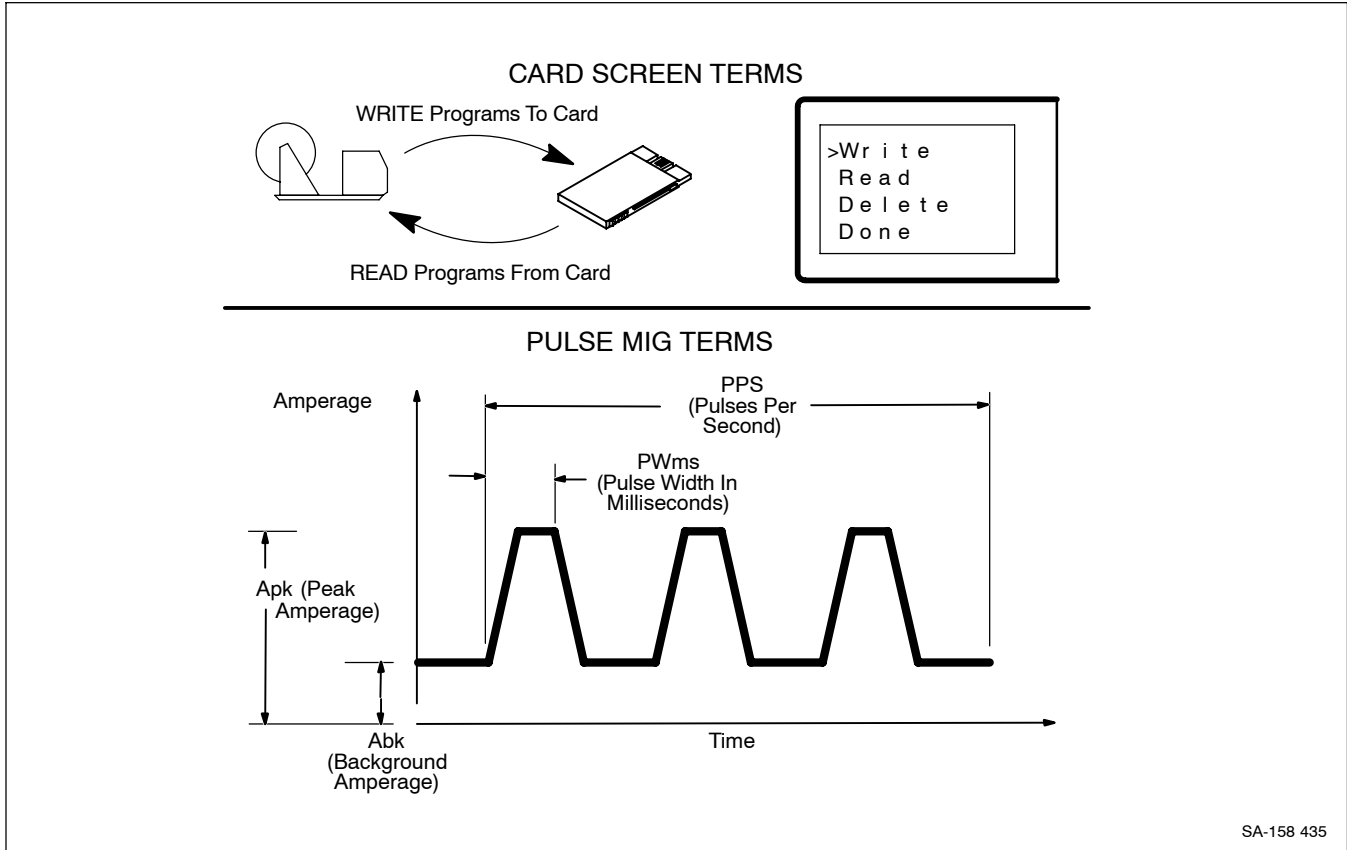 CARD SCREEN TERMS
WRITE Programs To Card
READ Programs From Card
>Write
Read
Delete
Done
PULSE MIG TERMS
Amperage
PPS
(Pulses Per
Second)
PWms
(Pulse Width In
Milliseconds)
Apk (Peak
Amperage)
Abk
(Background
Amperage)
Time
SA-158 435